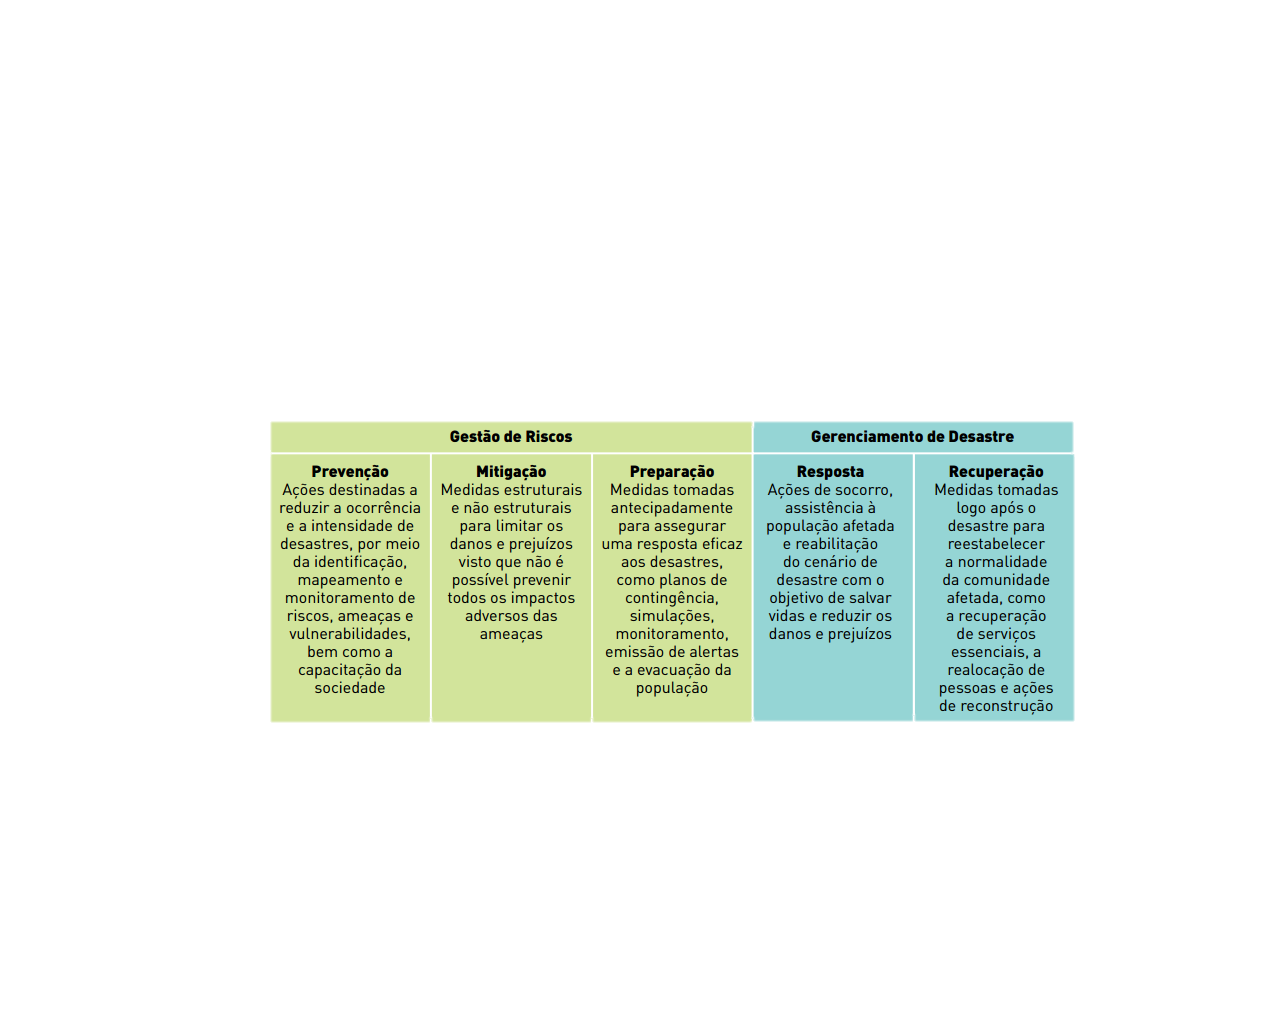 Gestão de Riscos
Gerenciamento de Desastre
Prevenção
Ações destinadas a
reduzir a ocorrência
e a intensidade de
desastres, por meio
da identificação,
mapeamento e
monitoramento de
riscos, ameaças e
vulnerabilidades,
bem como a
capacitação da
sociedade
Mitigação
Medidas estruturais
e não estruturais
para limitar os
danos e prejuízos
visto que não é
possível prevenir
todos os impactos
adversos das
ameaças
Preparação
Medidas tomadas
antecipadamente
para assegurar
uma resposta eficaz
aos desastres,
como planos de
contingência,
simulações,
monitoramento,
emissão de alertas
e a evacuação da
população
Resposta
Ações de socorro,
assistência à
população afetada
e reabilitação
do cenário de
desastre com o
objetivo de salvar
vidas e reduzir os
danos e prejuízos
Recuperação
Medidas tomadas
logo após o
desastre para
reestabelecer
a normalidade
da comunidade
afetada, como
a recuperação
de serviços
essenciais, a
realocação de
pessoas e ações
de reconstrução